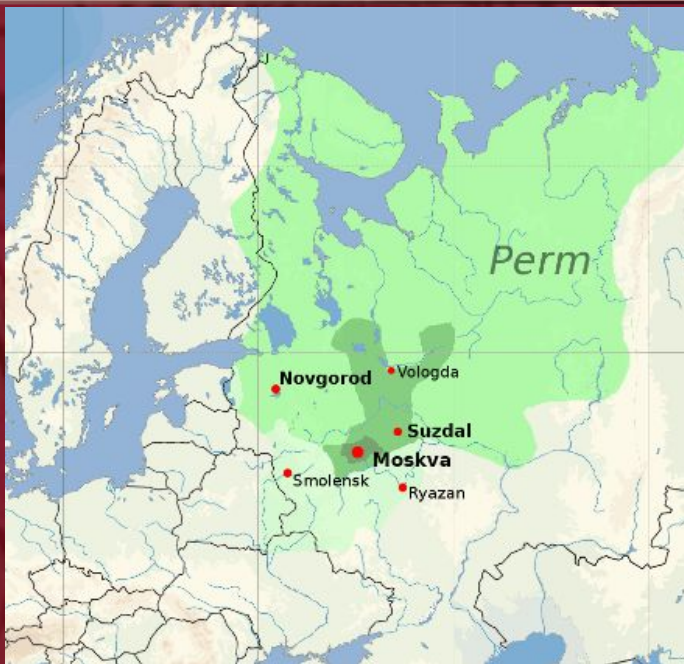 Perm
Vologda
Novgorod
Suzdal
Moskva
Smolensk
Ryazan